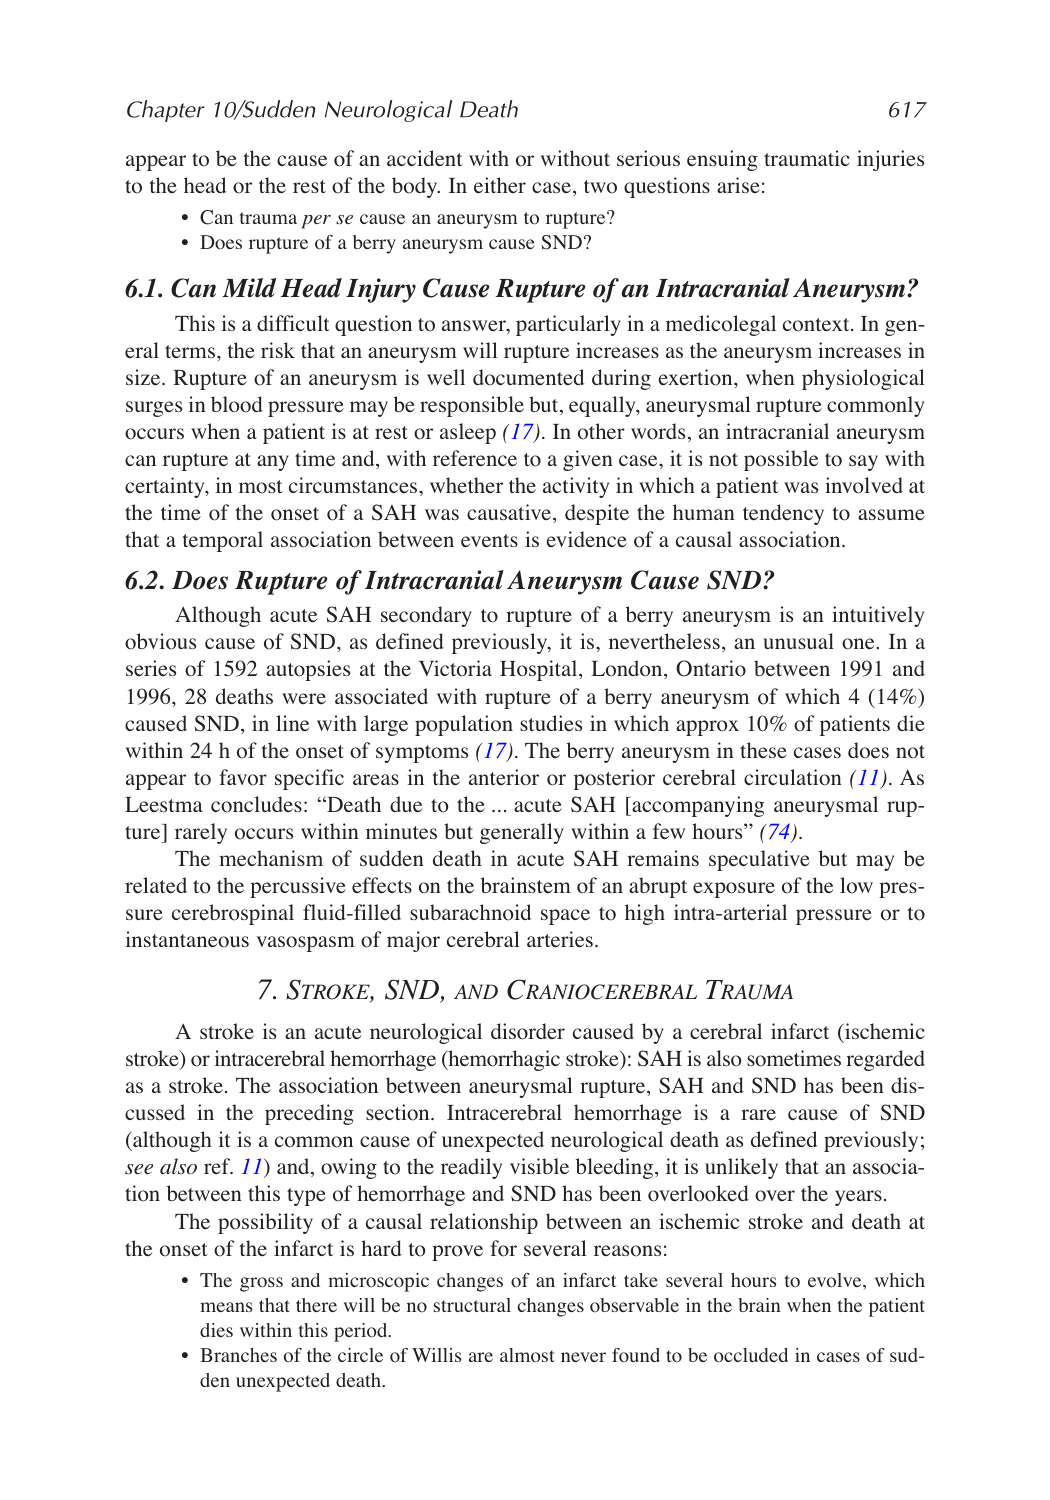 Chapter 10/Sudden Neurological Death 617
appear to be the cause of an accident with or without serious ensuing traumatic injuries
to the head or the rest of the body. In either case, two questions arise:
• Can trauma per se cause an aneurysm to rupture?
• Does rupture of a berry aneurysm cause SND?
6.1. Can Mild Head Injury Cause Rupture of an Intracranial Aneurysm?
This is a difficult question to answer, particularly in a medicolegal context. In gen-
eral terms, the risk that an aneurysm will rupture increases as the aneurysm increases in
size. Rupture of an aneurysm is well documented during exertion, when physiological
surges in blood pressure may be responsible but, equally, aneurysmal rupture commonly
occurs when a patient is at rest or asleep (17). In other words, an intracranial aneurysm
can rupture at any time and, with reference to a given case, it is not possible to say with
certainty, in most circumstances, whether the activity in which a patient was involved at
the time of the onset of a SAH was causative, despite the human tendency to assume
that a temporal association between events is evidence of a causal association.
6.2. Does Rupture of Intracranial Aneurysm Cause SND?
Although acute SAH secondary to rupture of a berry aneurysm is an intuitively
obvious cause of SND, as defined previously, it is, nevertheless, an unusual one. In a
series of 1592 autopsies at the Victoria Hospital, London, Ontario between 1991 and
1996, 28 deaths were associated with rupture of a berry aneurysm of which 4 (14%)
caused SND, in line with large population studies in which approx 10% of patients die
within 24 h of the onset of symptoms (17). The berry aneurysm in these cases does not
appear to favor specific areas in the anterior or posterior cerebral circulation (11). As
Leestma concludes: “Death due to the ... acute SAH [accompanying aneurysmal rup-
ture] rarely occurs within minutes but generally within a few hours” (74).
The mechanism of sudden death in acute SAH remains speculative but may be
related to the percussive effects on the brainstem of an abrupt exposure of the low pres-
sure cerebrospinal fluid-filled subarachnoid space to high intra-arterial pressure or to
instantaneous vasospasm of major cerebral arteries.
7. STROKE, SND, AND CRANIOCEREBRAL TRAUMA
A stroke is an acute neurological disorder caused by a cerebral infarct (ischemic
stroke) or intracerebral hemorrhage (hemorrhagic stroke): SAH is also sometimes regarded
as a stroke. The association between aneurysmal rupture, SAH and SND has been dis-
cussed in the preceding section. Intracerebral hemorrhage is a rare cause of SND
(although it is a common cause of unexpected neurological death as defined previously;
see also ref. 11) and, owing to the readily visible bleeding, it is unlikely that an associa-
tion between this type of hemorrhage and SND has been overlooked over the years.
The possibility of a causal relationship between an ischemic stroke and death at
the onset of the infarct is hard to prove for several reasons:
• The gross and microscopic changes of an infarct take several hours to evolve, which
means that there will be no structural changes observable in the brain when the patient
dies within this period.
• Branches of the circle of Willis are almost never found to be occluded in cases of sud-
den unexpected death.